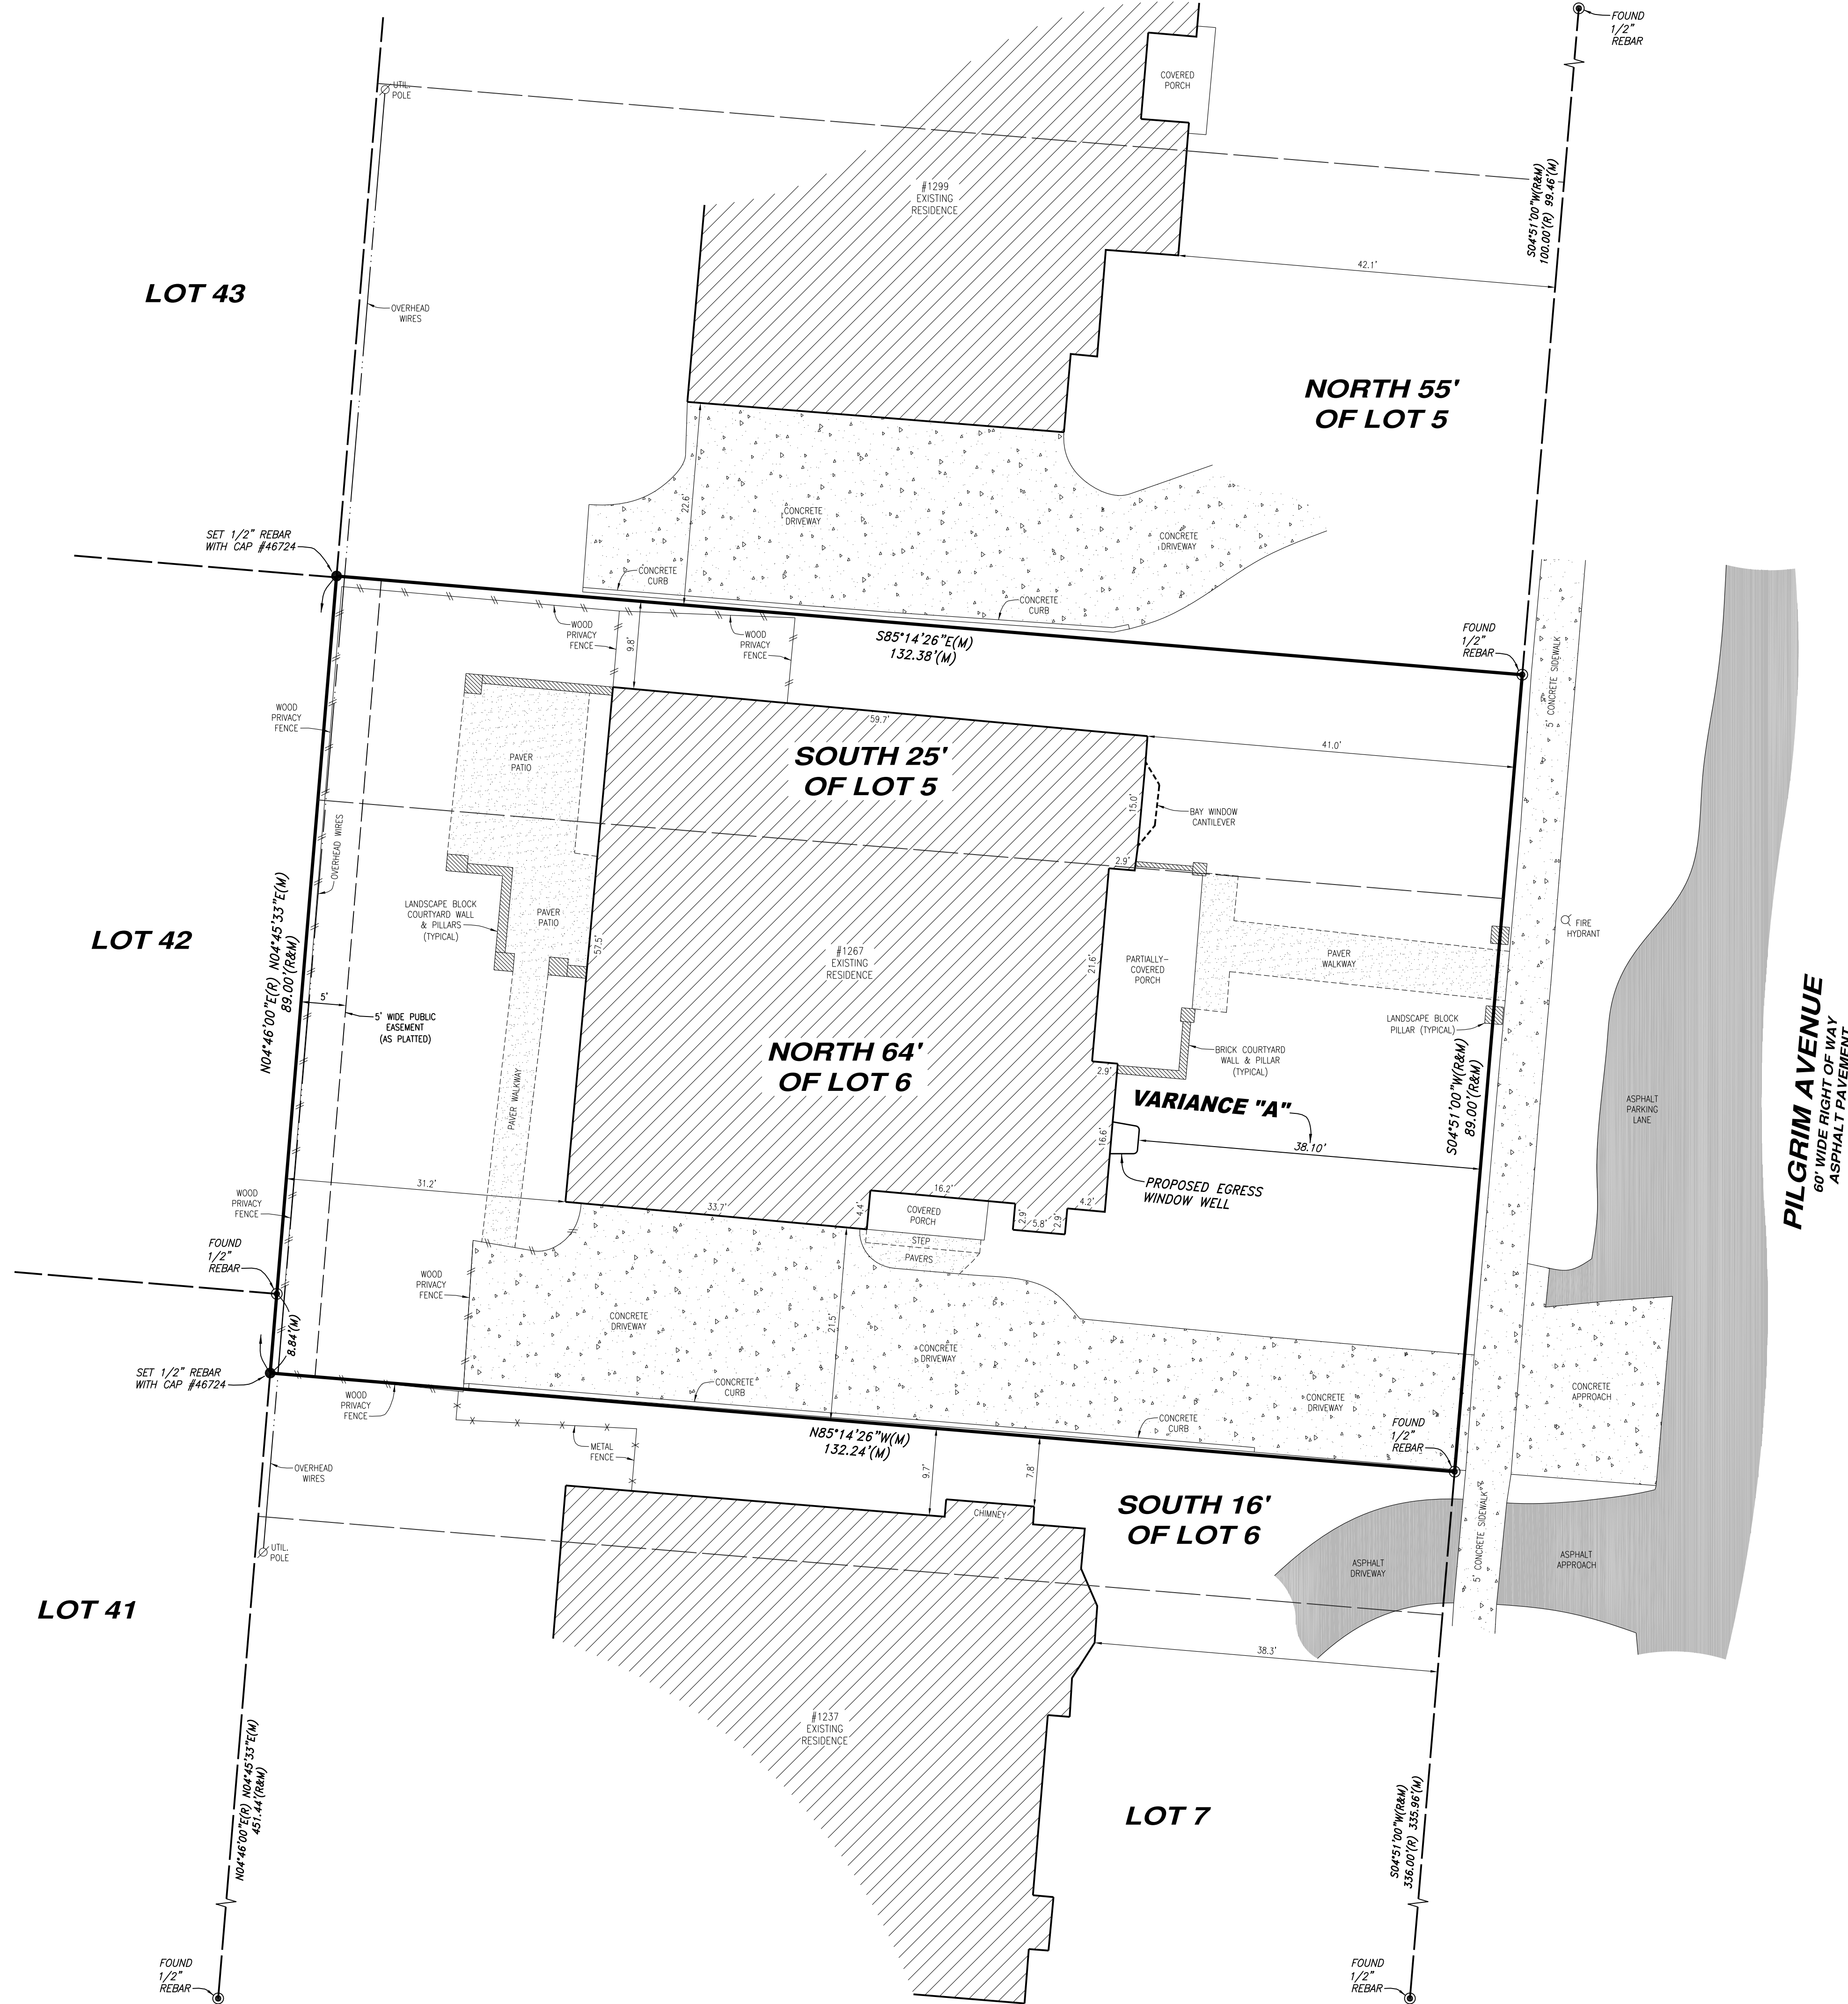 FOUND
1/2"
REBAR
COVERED
PORCH
UTIL.
POLE
#1299
EXISTING
RESIDENCE
S04°51'00"W(R&M)
100.00'(R) 99.46'(M)
42.1'
LOT 43
OVERHEAD
WIRES
NORTH 55'
OF LOT 5
22.6'
CONCRETE
DRIVEWAY
CONCRETE
DRIVEWAY
SET 1/2" REBAR
WITH CAP #46724
CONCRETE
CURB
CONCRETE
CURB
WOOD
PRIVACY
FENCE
9.8'
WOOD
PRIVACY
FENCE
S85°14'26"E(M)
132.38'(M)
FOUND
1/2"
REBAR
5' CONCRETE SIDEWALK
WOOD
PRIVACY
FENCE
59.7'
41.0'
PAVER
PATIO
SOUTH 25'
OF LOT 5
15.0'
BAY WINDOW
CANTILEVER
OVERHEAD WIRES
2.9'
LANDSCAPE BLOCK
COURTYARD WALL
& PILLARS
(TYPICAL)
PAVER
PATIO
FIRE
HYDRANT
LOT 42
N04°46'00"E(R) N04°45'33"E(M)
89.00'(R&M)
57.5'
#1267
EXISTING
RESIDENCE
21.6'
PARTIALLY-
COVERED
PORCH
PAVER
WALKWAY
5'
5' WIDE PUBLIC
EASEMENT
(AS PLATTED)
LANDSCAPE BLOCK
PILLAR (TYPICAL)
NORTH 64'
OF LOT 6
BRICK COURTYARD
WALL & PILLAR
(TYPICAL)
2.9'
S04°51'00"W(R&M)
89.00'(R&M)
PILGRIM AVENUE
60' WIDE RIGHT OF WAY
ASPHALT PAVEMENT
PAVER WALKWAY
VARIANCE "A"
ASPHALT
PARKING
LANE
16.6'
38.10'
31.2'
PROPOSED EGRESS
WINDOW WELL
WOOD
PRIVACY
FENCE
33.7'
4.4'
16.2'
COVERED
PORCH
2.9'
5.8'
2.9'
4.2'
STEP
PAVERS
FOUND
1/2"
REBAR
WOOD
PRIVACY
FENCE
8.84'(M)
CONCRETE
DRIVEWAY
21.5'
CONCRETE
DRIVEWAY
SET 1/2" REBAR
WITH CAP #46724
WOOD
PRIVACY
FENCE
CONCRETE
CURB
CONCRETE
DRIVEWAY
CONCRETE
APPROACH
CONCRETE
CURB
FOUND
1/2"
REBAR
N85°14'26"W(M)
132.24'(M)
METAL
FENCE
OVERHEAD
WIRES
9.7'
7.8'
CHIMNEY
SOUTH 16'
OF LOT 6
5' CONCRETE SIDEWALK
UTIL.
POLE
ASPHALT
DRIVEWAY
ASPHALT
APPROACH
LOT 41
38.3'
#1237
EXISTING
RESIDENCE
N04°46'00"E(R) N04°45'33"E(M)
451.44'(R&M)
LOT 7
S04°51'00"W(R&M)
336.00'(R) 335.96'(M)
FOUND
1/2"
REBAR
FOUND
1/2"
REBAR